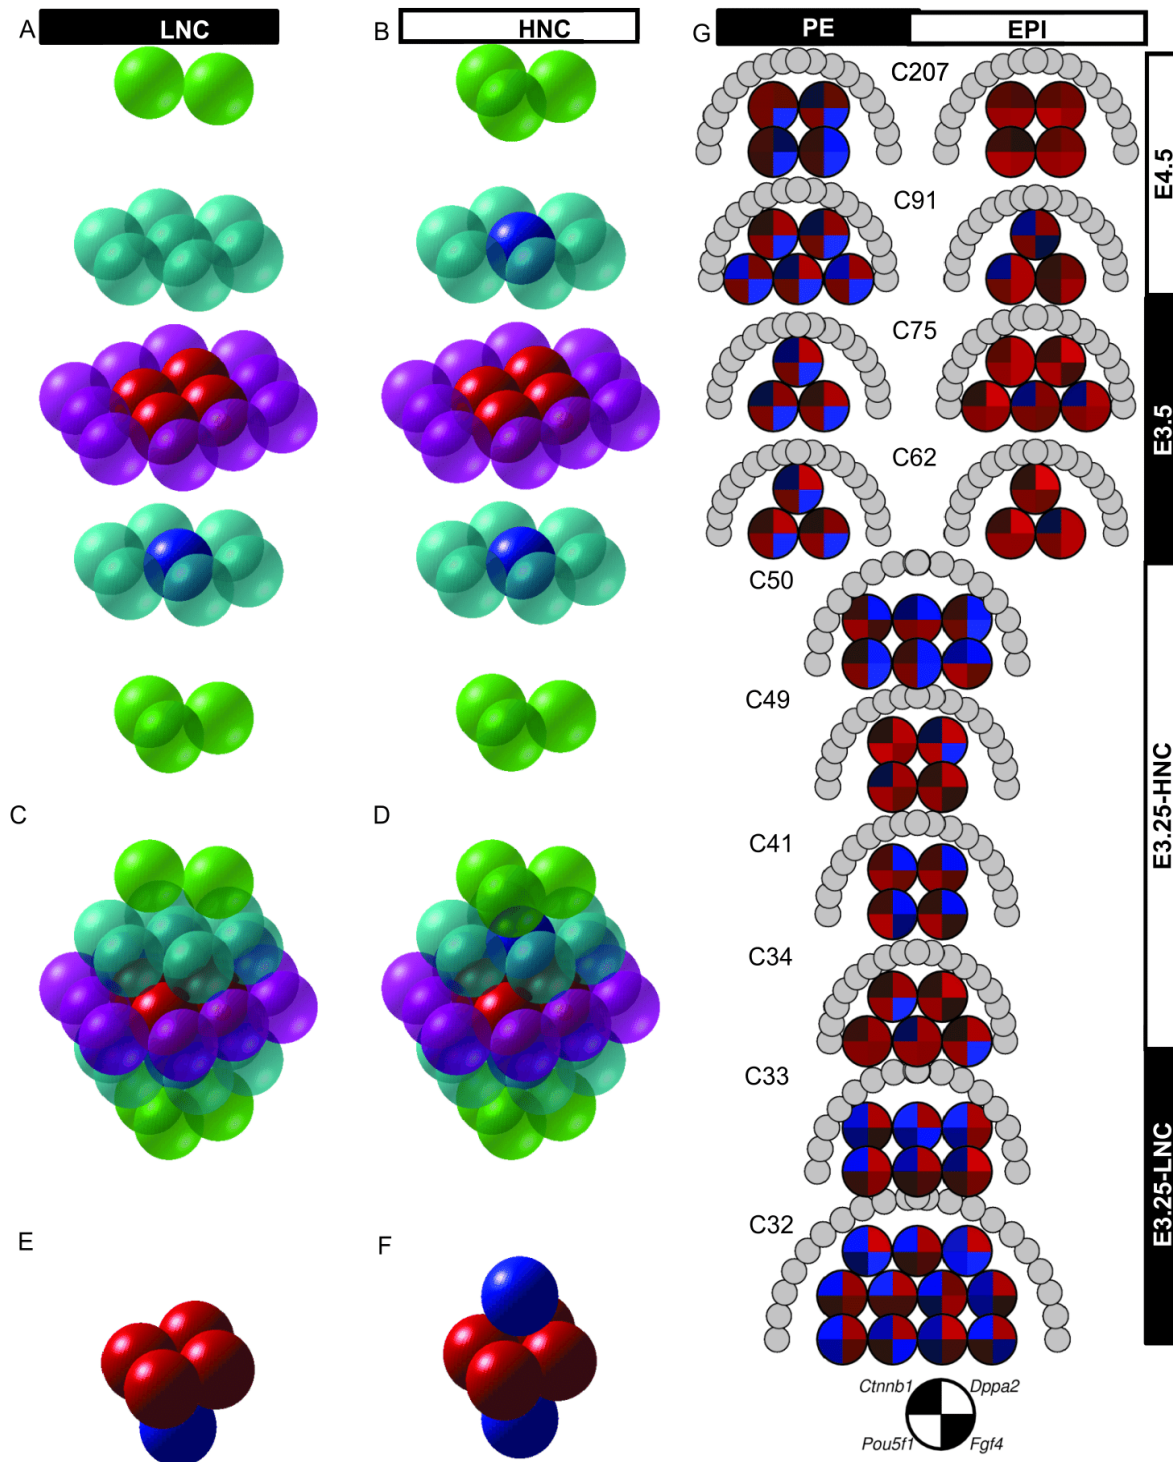 A
LNC
B
HNC
G
PE
EPI
C207
E4.5
C91
C75
E3.5
C62
C50
C49
E3.25-HNC
C41
C
D
C34
C33
E3.25-LNC
C32
E
F
Ctnnb1
Dppa2
Pou5f1
Fgf4